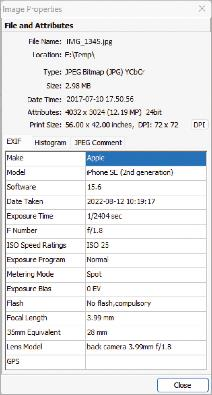 Image Properties
File and Attributes
File Name: IMG_1345.jpg
Location: E:\Temp\
Type: JPEG Bitmap (JPG) YCbCr
Size: 2.98 MB
Date Time: 2017-07-10 17:50:56
Attributes: 4032 x 3024 (12.19 MP) 24bit
Print Size: 56.00 x 42.00 inches, DPI: 72 x 72 DPI
EXIF Histogram JPEG Comment
Make Apple
Model iPhone SE (2nd generation)
Software 15.6
Date Taken 2022-08-12 10:19:17
Exposure Time 1/2404 sec
F Number f/1.8
ISO Speed Ratings ISO 25
Exposure Program Normal
Metering Mode Spot
Exposure Bias 0 EV
Flash No flash,compulsory
Focal Length 3.99 mm
35mm Equivalent 28 mm
Lens Model back camera 3.99mm f/1.8
GPS
Close